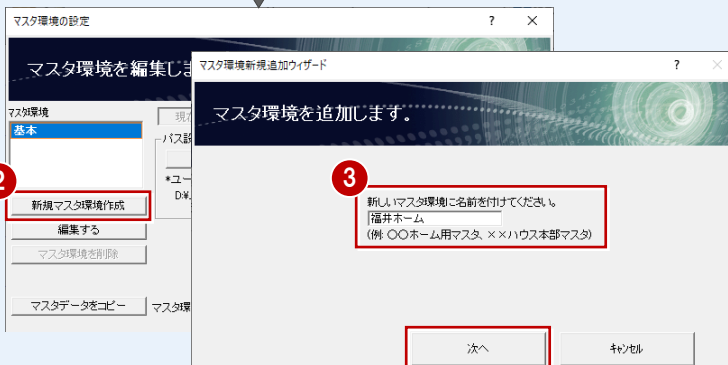 マスタ環境の設定
? ×
マスタ環境を編集しま
マスタ環境
基本
現
パス設
*ユー
D:¥
2
新規マスタ環境作成
編集する
マスタ環境を削除
マスタデータをコピー
マスタ環
マスタ環境新規追加ウィザード
? ×
マスタ環境を追加します。
3
新しいマスタ環境に名前を付けてください。
福井ホーム
(例: 〇〇ホーム用マスタ、××ハウス本部マスタ)
次へ
キャンセル